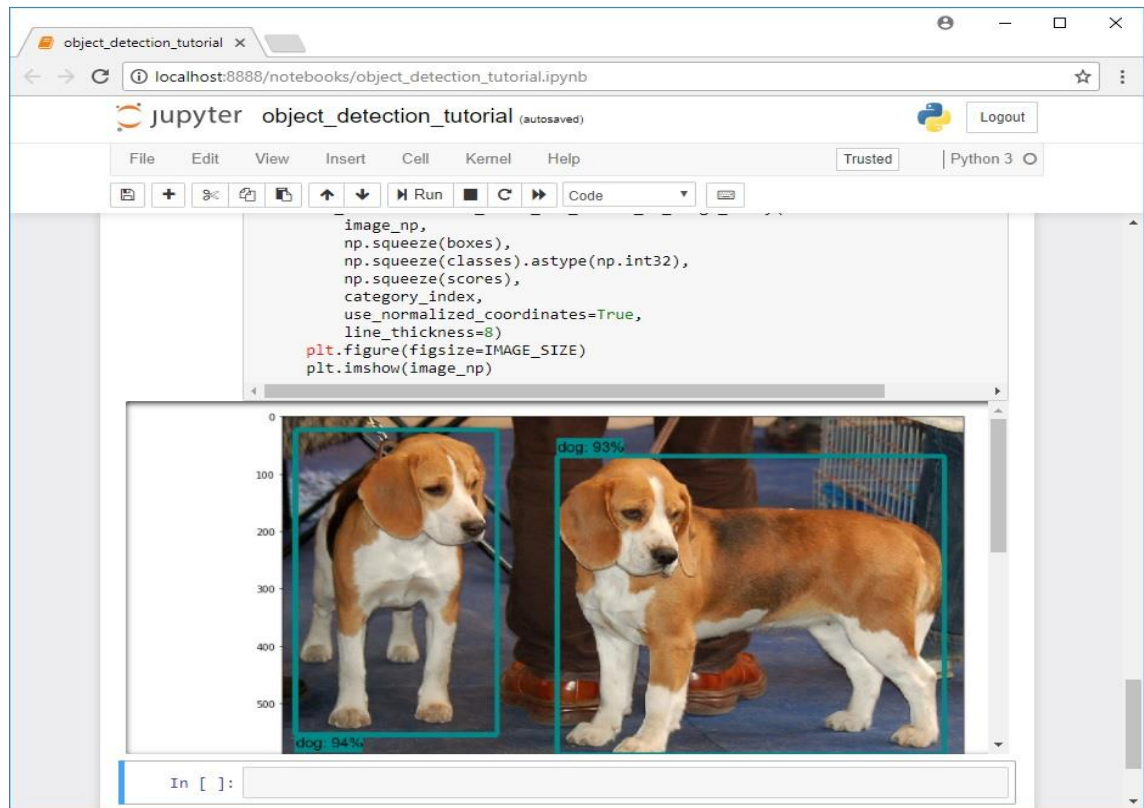 object_detection_tutorial
localhost:8888/notebooks/object_detection_tutorial.ipynb
jupyter object_detection_tutorial (autosaved)
Logout
File Edit View Insert Cell Kernel Help
Trusted
Python 3
Run
Code
image_np,
np.squeeze(boxes),
np.squeeze(classes).astype(np.int32),
np.squeeze(scores),
category_index,
use_normalized_coordinates=True,
line_thickness=8)
plt.figure(figsize=IMAGE_SIZE)
plt.imshow(image_np)
0
dog: 93%
100
200
300
400
500
dog: 94%
In [ ]: